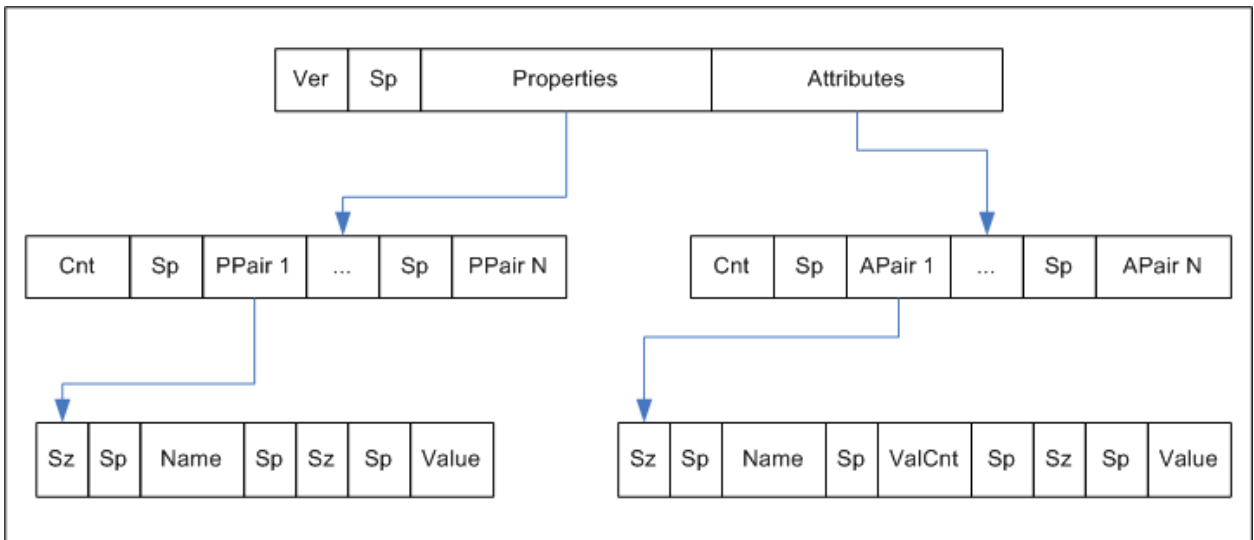 Ver Sp Properties Attributes
Cnt Sp PPair 1 ... Sp PPair N
Cnt Sp APair 1 ... Sp APair N
Sz Sp Name Sp Sz Sp Value
Sz Sp Name Sp ValCnt Sp Sz Sp Value